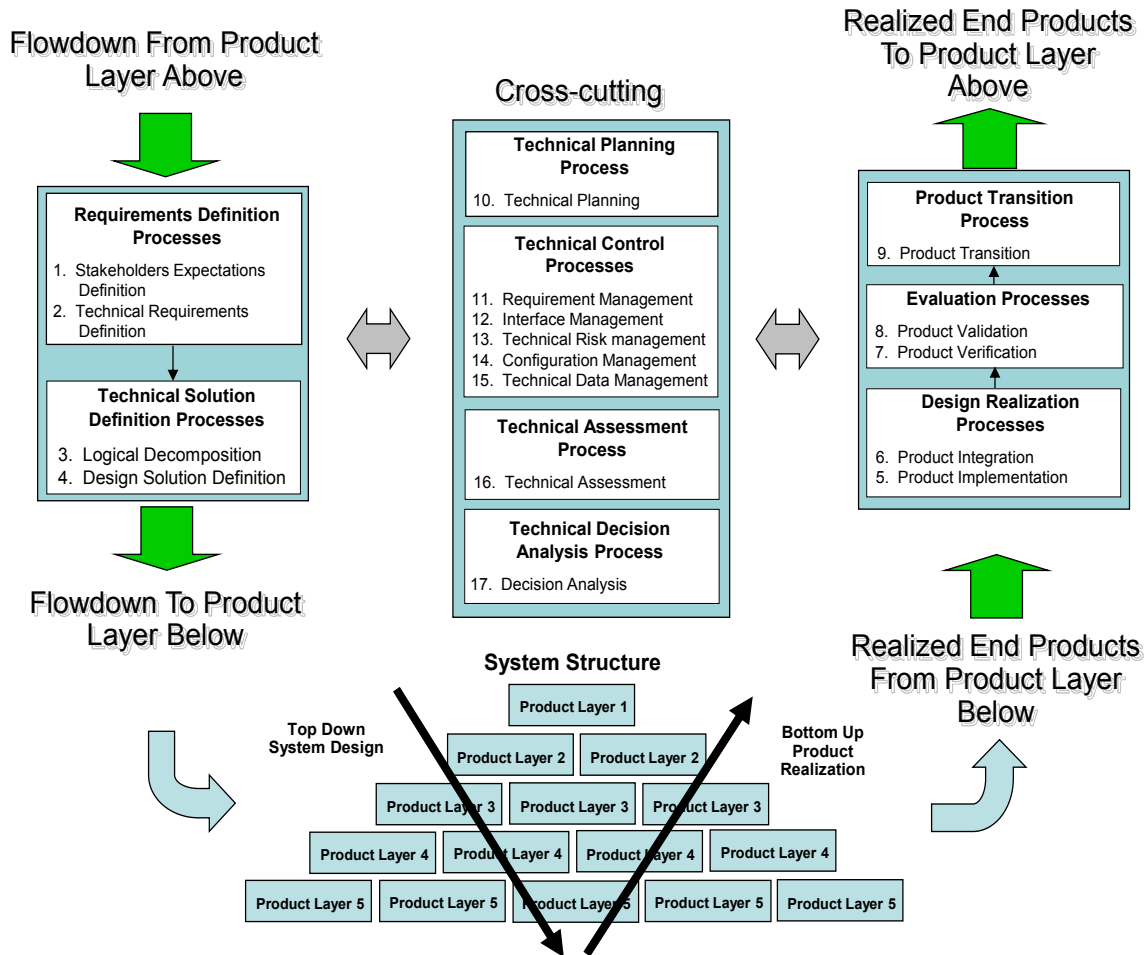 Flowdown From Product
Layer Above
Requirements Definition
Processes
1. Stakeholders Expectations
Definition
2. Technical Requirements
Definition
Technical Solution
Definition Processes
3. Logical Decomposition
4. Design Solution Definition
Flowdown To Product
Layer Below
Cross-cutting
Technical Planning
Process
10. Technical Planning
Technical Control
Processes
11. Requirement Management
12. Interface Management
13. Technical Risk management
14. Configuration Management
15. Technical Data Management
Technical Assessment
Process
16. Technical Assessment
Technical Decision
Analysis Process
17. Decision Analysis
Realized End Products
To Product Layer
Above
Product Transition
Process
9. Product Transition
Evaluation Processes
8. Product Validation
7. Product Verification
Design Realization
Processes
6. Product Integration
5. Product Implementation
Realized End Products
From Product Layer
Below
System Structure
Top Down
System Design
Bottom Up
Product
Realization
Product Layer 1
Product Layer 2
Product Layer 2
Product Layer 3
Product Layer 3
Product Layer 3
Product Layer 4
Product Layer 4
Product Layer 4
Product Layer 4
Product Layer 5
Product Layer 5
Product Layer 5
Product Layer 5
Product Layer 5